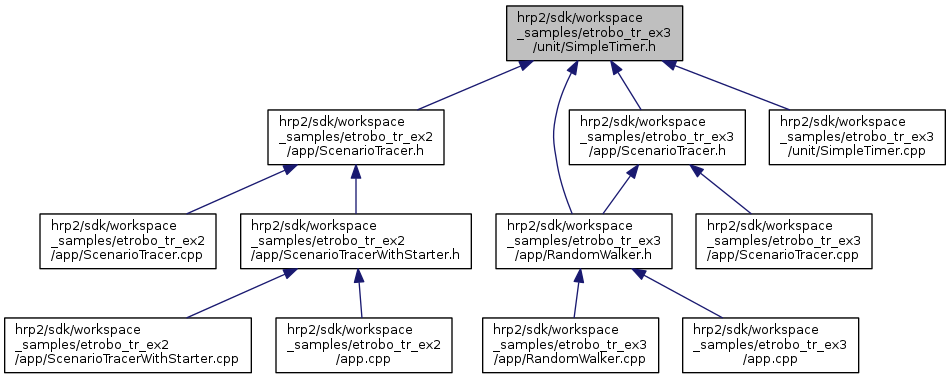 hrp2/sdk/workspace
_samples/etrobo_tr_ex3
/unit/SimpleTimer.h
hrp2/sdk/workspace
_samples/etrobo_tr_ex2
/app/ScenarioTracer.h
hrp2/sdk/workspace
_samples/etrobo_tr_ex3
/app/ScenarioTracer.h
hrp2/sdk/workspace
_samples/etrobo_tr_ex3
/unit/SimpleTimer.cpp
hrp2/sdk/workspace
_samples/etrobo_tr_ex2
/app/ScenarioTracer.cpp
hrp2/sdk/workspace
_samples/etrobo_tr_ex2
/app/ScenarioTracerWithStarter.h
hrp2/sdk/workspace
_samples/etrobo_tr_ex3
/app/RandomWalker.h
hrp2/sdk/workspace
_samples/etrobo_tr_ex3
/app/ScenarioTracer.cpp
hrp2/sdk/workspace
_samples/etrobo_tr_ex2
/app/ScenarioTracerWithStarter.cpp
hrp2/sdk/workspace
_samples/etrobo_tr_ex2
/app.cpp
hrp2/sdk/workspace
_samples/etrobo_tr_ex3
/app/RandomWalker.cpp
hrp2/sdk/workspace
_samples/etrobo_tr_ex3
/app.cpp